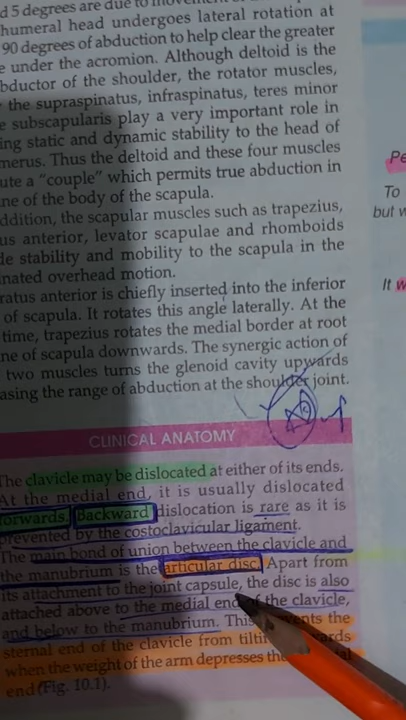 d 5 degrees are due to
humeral head undergoes lateral rotation at
90 degrees of abduction to help clear the greater
e under the acromion. Although deltoid is the
bductor of the shoulder, the rotator muscles,
the supraspinatus, infraspinatus, teres minor
e subscapularis play a very important role in
ing static and dynamic stability to the head of
merus. Thus the deltoid and these four muscles
ute a "couple" which permits true abduction in
ne of the body of the scapula.
ddition, the scapular muscles such as trapezius,
us anterior, levator scapulae and rhomboids
de stability and mobility to the scapula in the
nated overhead motion.
ratus anterior is chiefly inserted into the inferior
of scapula. It rotates this angle laterally. At the
time, trapezius rotates the medial border at root
ne of scapula downwards. The synergic action of
two muscles turns the glenoid cavity upwards
asing the range of abduction at the shoulder joint.
CLINICAL ANATOMY
The clavicle may be dislocated at either of its ends.
At the medial end, it is usually dislocated
forwards. Backward dislocation is rare as it is
prevented by the costoclavicular ligament.
The main bond of union between the clavicle and
the manubrium is the articular disc. Apart from
its attachment to the joint capsule, the disc is also
attached above to the medial end of the clavicle,
and below to the manubrium. This
sternal end of the clavicle from
when the weight of the arm depresses
end (Fig. 10.1).
Pe
To
but w
It w